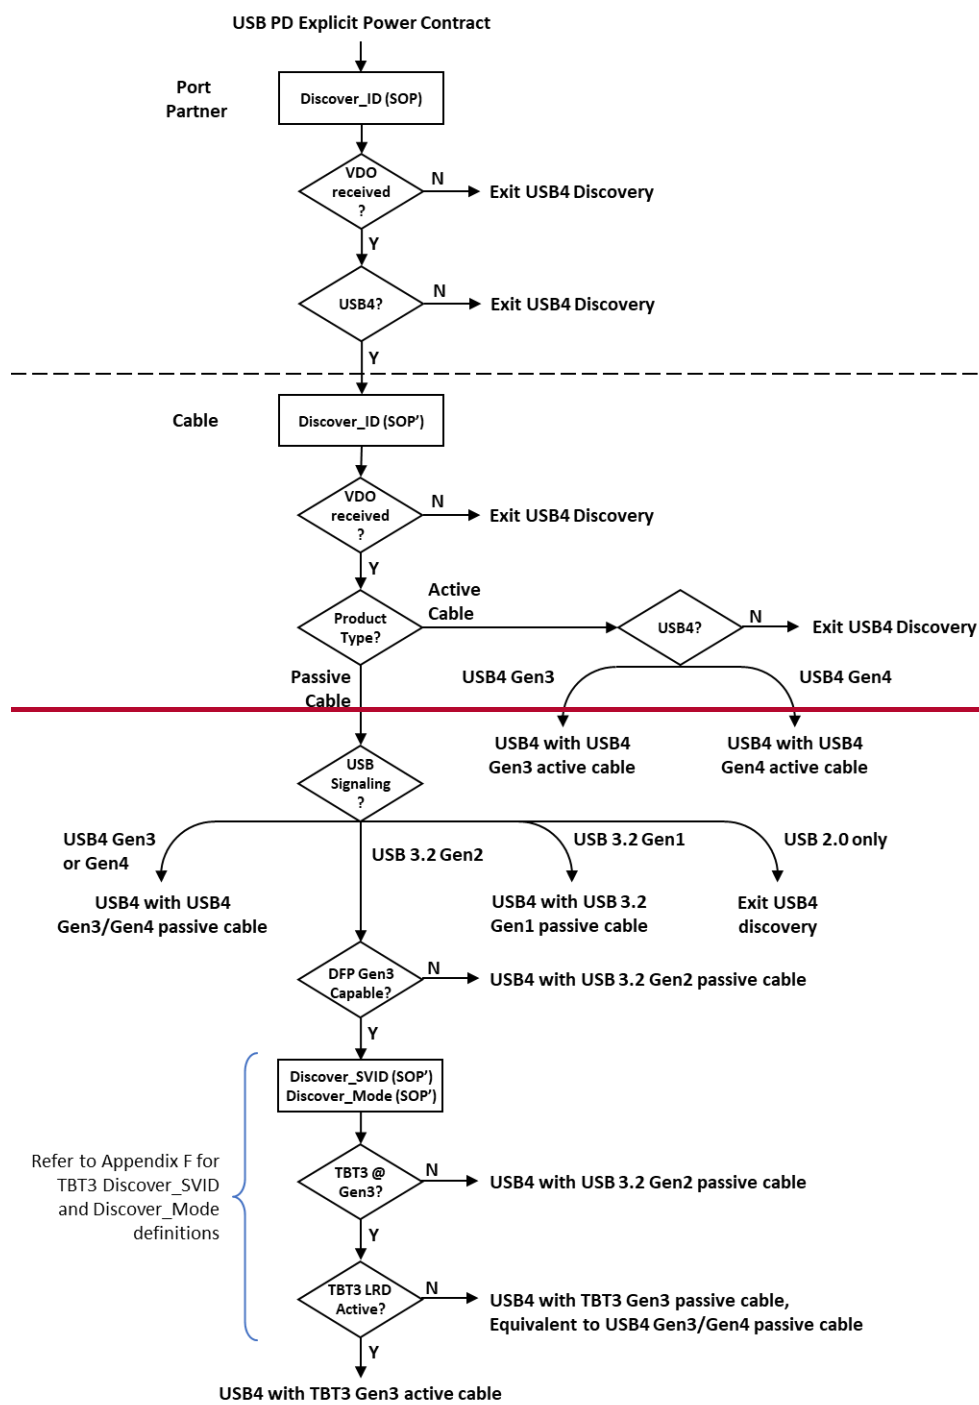 USB PD Explicit Power Contract
Port
Partner
Discover_ID (SOP)
VDO
received
?
N
Exit USB4 Discovery
Y
USB4?
N
Exit USB4 Discovery
Y
Cable
Discover_ID (SOP’)
VDO
received
?
N
Exit USB4 Discovery
Y
Product
Type?
Active
Cable
USB4?
N
Exit USB4 Discovery
Passive
Cable
USB4 Gen3
USB4 Gen4
USB4 with USB4
Gen3 active cable
USB4 with USB4
Gen4 active cable
USB
Signaling
?
USB4 Gen3
or Gen4
USB 3.2 Gen2
USB 3.2 Gen1
USB 2.0 only
USB4 with USB4
Gen3/Gen4 passive cable
USB4 with USB 3.2
Gen1 passive cable
Exit USB4
discovery
DFP Gen3
Capable?
N
USB4 with USB 3.2 Gen2 passive cable
Y
Discover_SVID (SOP’)
Discover_Mode (SOP’)
Refer to Appendix F for
TBT3 Discover_SVID
and Discover_Mode
definitions
TBT3 @
Gen3?
N
USB4 with USB 3.2 Gen2 passive cable
Y
TBT3 LRD
Active?
N
USB4 with TBT3 Gen3 passive cable,
Equivalent to USB4 Gen3/Gen4 passive cable
Y
USB4 with TBT3 Gen3 active cable